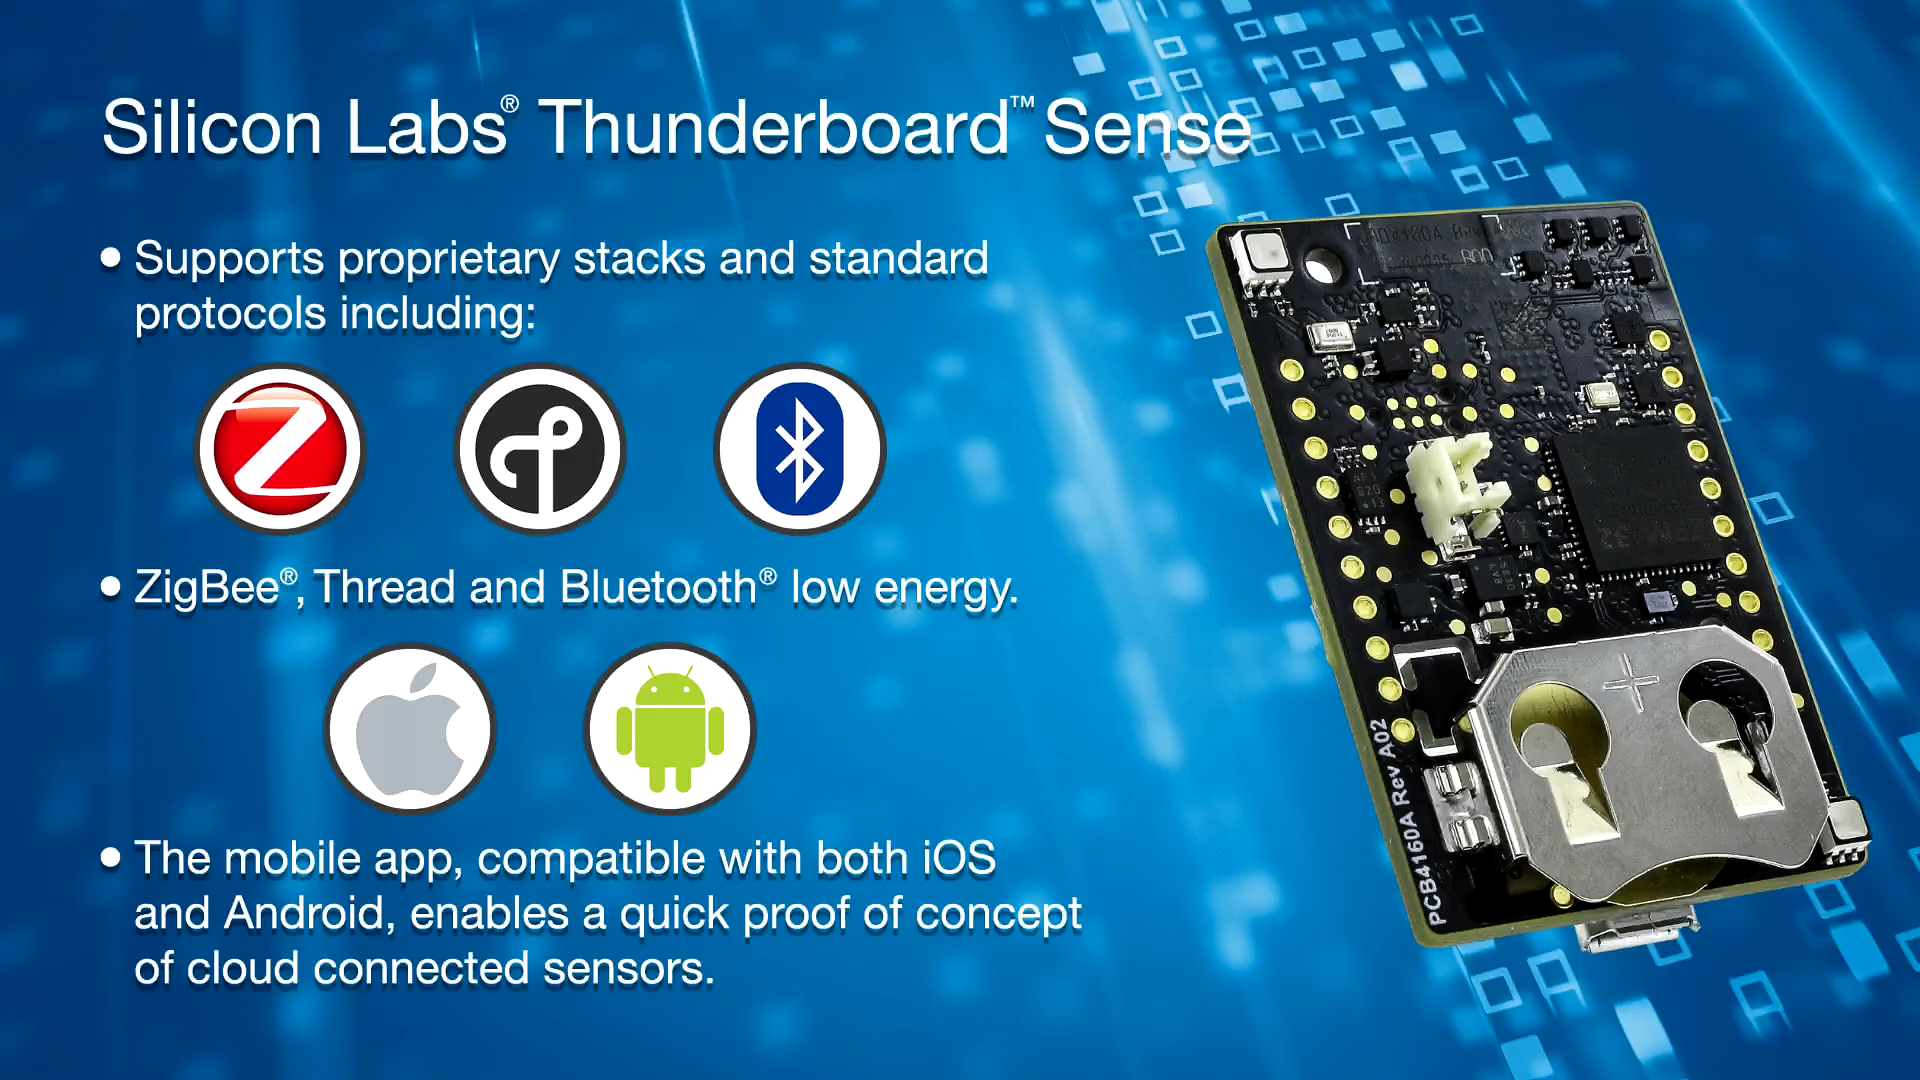 Silicon Labs® Thunderboard™ Sense
• Supports proprietary stacks and standard
protocols including:
• ZigBee®, Thread and Bluetooth® low energy.
• The mobile app, compatible with both iOS
and Android, enables a quick proof of concept
of cloud connected sensors.
PCB4160A Rev A02